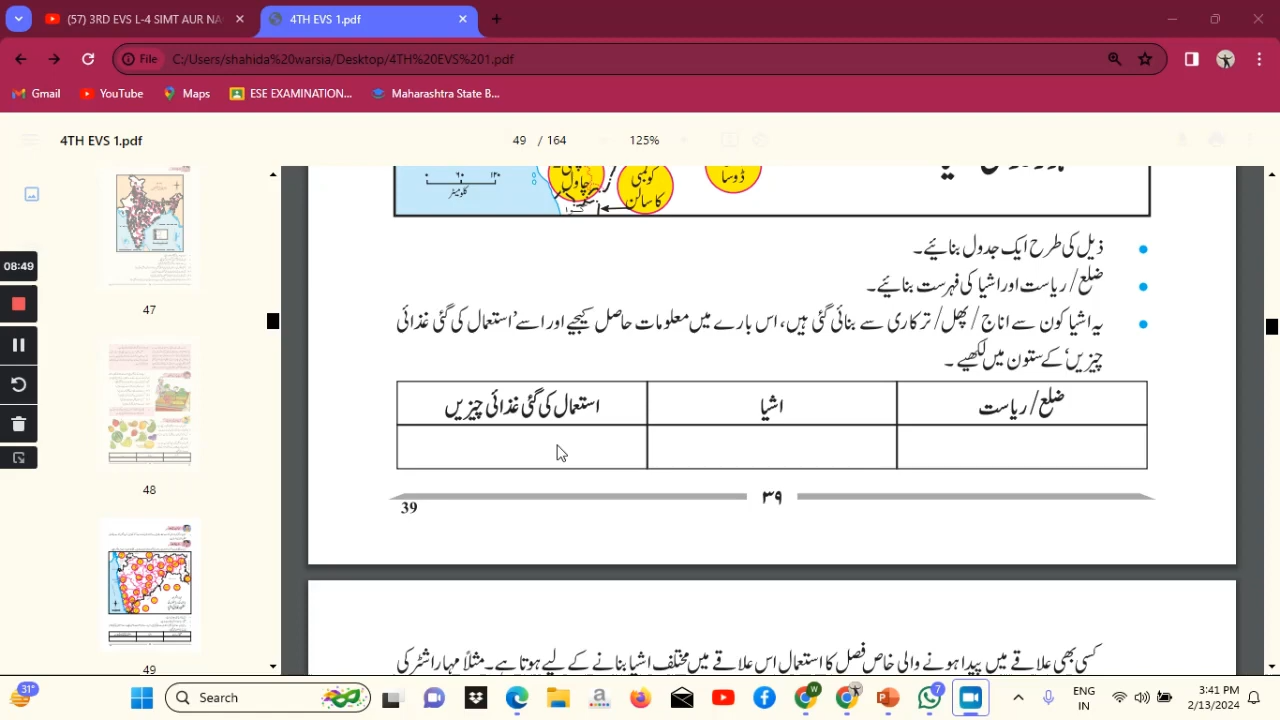 (57) 3RD EVS L-4 SIMT AUR NA
4TH EVS 1.pdf
File C:/Users/shahida%20warsia/Desktop/4TH%20EVS%201.pdf
Gmail YouTube Maps ESE EXAMINATION... Maharashtra State B...
4TH EVS 1.pdf 49 / 164 125%
08:49
47
48
49
چاول
گوبھی
کا سالن
ڈوسا
کلومیٹر
ذیل کی طرح ایک جدول بنائیے۔
ضلع/ریاست اور اشیا کی فہرست بنائیے۔
یہ اشیا کون سے اناج/پھل/ترکاری سے بنائی گئی ہیں، اس بارے میں معلومات حاصل کیجیے اور اسے 'استعمال کی گئی غذائی
چیزیں' کے ستون میں لکھیے۔
ضلع/ریاست اشیا استعمال کی گئی غذائی چیزیں
۳۹
39
کسی بھی علاقے میں پیدا ہونے والی خاص فصل کا استعمال اس علاقے میں مختلف اشیا بنانے کے لیے ہوتا ہے۔ مثلاً مہاراشٹر کی
31°
Search
7
ENG
IN
3:41 PM
2/13/2024